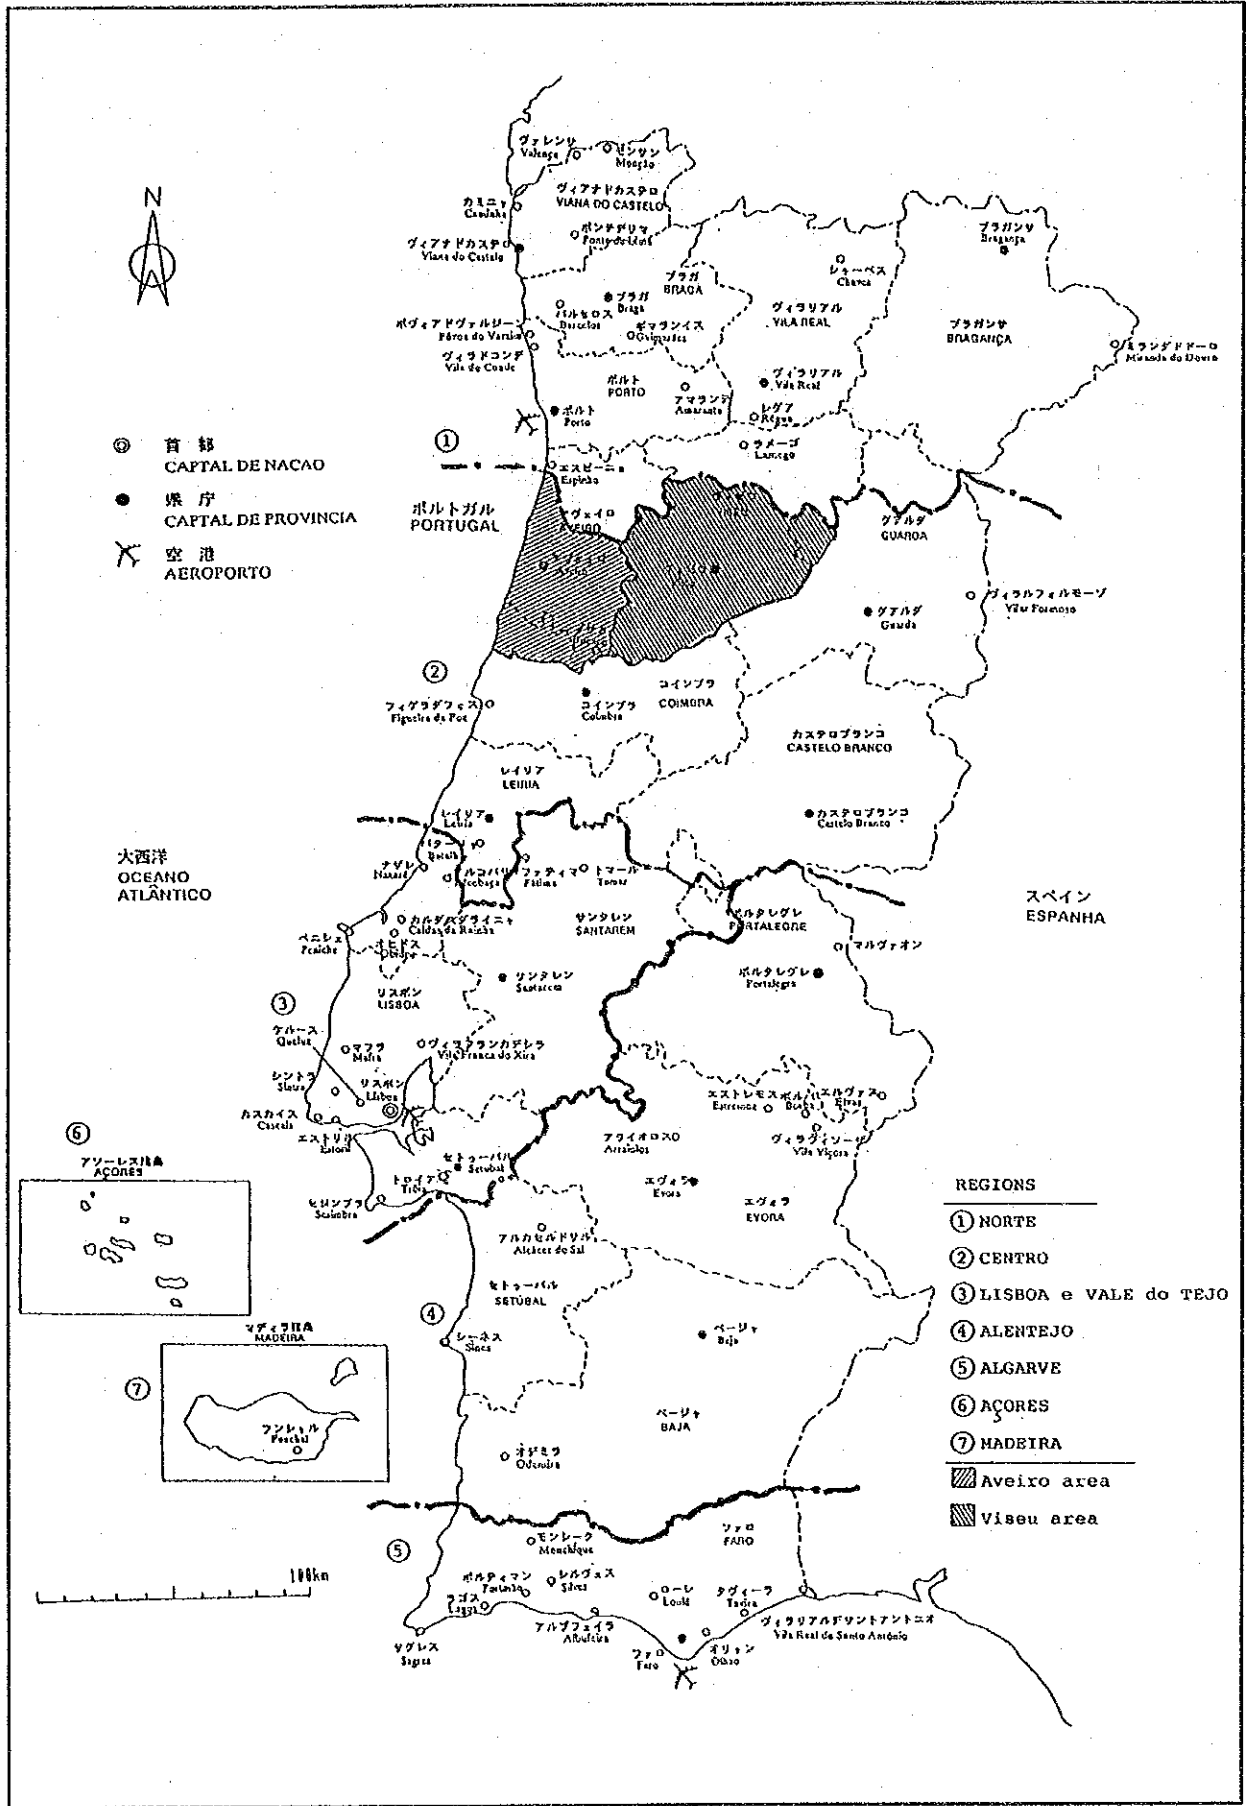 N
ヴァレンサ
Valença
モンサン
Monção
ヴィアナドカステロ
VIANA DO CASTELO
カミニャ
Caminha
ポンテデリマ
Ponte de Lima
ヴィアナドカステロ
Viana do Castelo
ブラガンサ
Bragança
シャーベス
Chaves
ブラガ
BRAGA
ブラガ
Braga
バルセロス
Barcelos
ギマランイス
Guimarães
ヴィラリアル
VILA REAL
ブラガンサ
BRAGANÇA
ポヴィアドヴァルジーン
ヴィラドコンデ
Vila do Conde
ミランダドドーロ
Miranda do Douro
ポルト
PORTO
アマランテ
Amarante
ヴィラリアル
Vila Real
レグア
Régua
ポルト
Porto
ラメーゴ
Lamego
◎ 首都
CAPTAL DE NACAO
● 県庁
CAPTAL DE PROVINCIA
空港
AEROPORTO
①
エスピーニョ
Espinho
ポルトガル
PORTUGAL
アヴェイロ
AVEIRO
グアルダ
GUARDA
ヴィラルフォルモーゾ
Vilar Formoso
グアルダ
Guarda
②
フィゲラダフォス
Figueira da Foz
コインブラ
Coimbra
コインブラ
COIMBRA
カステロブランコ
CASTELO BRANCO
レイリア
LEIRIA
レイリア
Leiria
カステロブランコ
Castelo Branco
大西洋
OCEANO
ATLÂNTICO
バターリャ
Batalha
ナザレ
Nazaré
アルコバサ
Alcobaça
ファティマ
Fátima
トマール
Tomar
スペイン
ESPANHA
カルダスダライーニャ
Caldas da Rainha
サンタレン
SANTAREM
ポルタレグレ
PORTALEGRE
ペニシェ
Peniche
オビドス
Óbidos
マルヴァオン
ポルタレグレ
Portalegre
サンタレン
Santarem
リスボン
LISBOA
③
ケルース
Queluz
マフラ
Mafra
ヴィラフランカデシラ
Vila Franca de Xira
シントラ
Sintra
リスボン
Lisboa
カスカイス
Cascais
エストリル
Estoril
エストレモス
Estremoz
ボルバ
Borba
エルヴァス
Elvas
ヴィラヴィソーザ
Vila Viçosa
アライオロス
Arraiolos
⑥
アソーレス諸島
AÇORES
セトゥーバル
Setubal
トロイア
Tróia
セジンブラ
Sesimbra
エヴォラ
Evora
エヴォラ
EVORA
アルカセルドサル
Alcácer do Sal
セトゥーバル
SETÚBAL
④
シーネス
Sines
ベージャ
Beja
マディラ諸島
MADEIRA
⑦
フンシャル
Funchal
ベージャ
BAJA
オデミラ
Odemira
REGIONS
① NORTE
② CENTRO
③ LISBOA e VALE do TEJO
④ ALENTEJO
⑤ ALGARVE
⑥ AÇORES
⑦ MADEIRA
Aveiro area
Viseu area
⑤
モンシーク
Monchique
ファロ
FARO
100km
ポルティマン
Portimão
シルヴェス
Silves
ラゴス
Lagos
ローレ
Loulé
タヴィーラ
Tavira
アルブフェイラ
Albufeira
ヴィラリアルデサントアントニオ
Vila Real de Santo António
サグレス
Sagres
ファロ
Faro
オリャン
Olhão